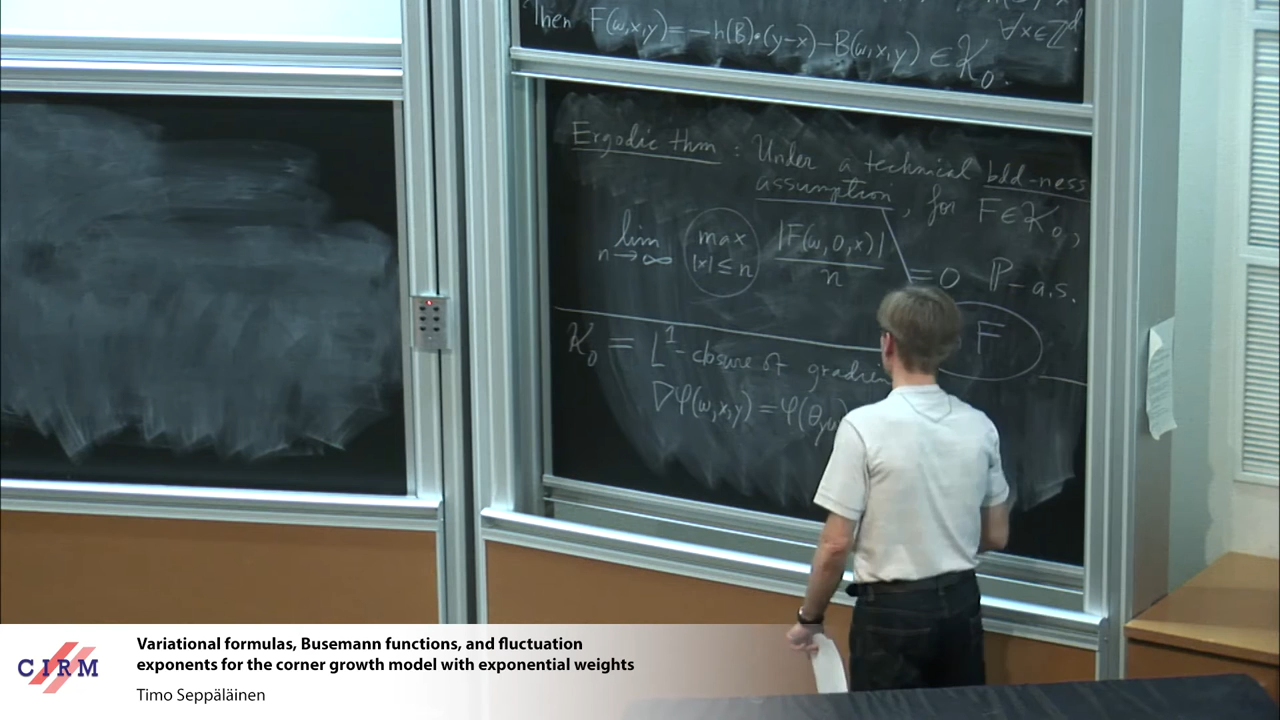 Then F(ω,x,y) = −h(B)•(y−x) − B(ω,x,y) ∈ K₀.
∀x∈ℤᵈ.
Ergodic thm : Under a technical bdd-ness
assumption, for F∈K₀,
lim n→∞ max |x|≤n |F(ω,0,x)| / n = 0 ℙ−a.s.
F
K₀ = L¹-closure of gradien
∇φ(ω,x,y) = φ(θ
CIRM
Variational formulas, Busemann functions, and fluctuation
exponents for the corner growth model with exponential weights
Timo Seppäläinen